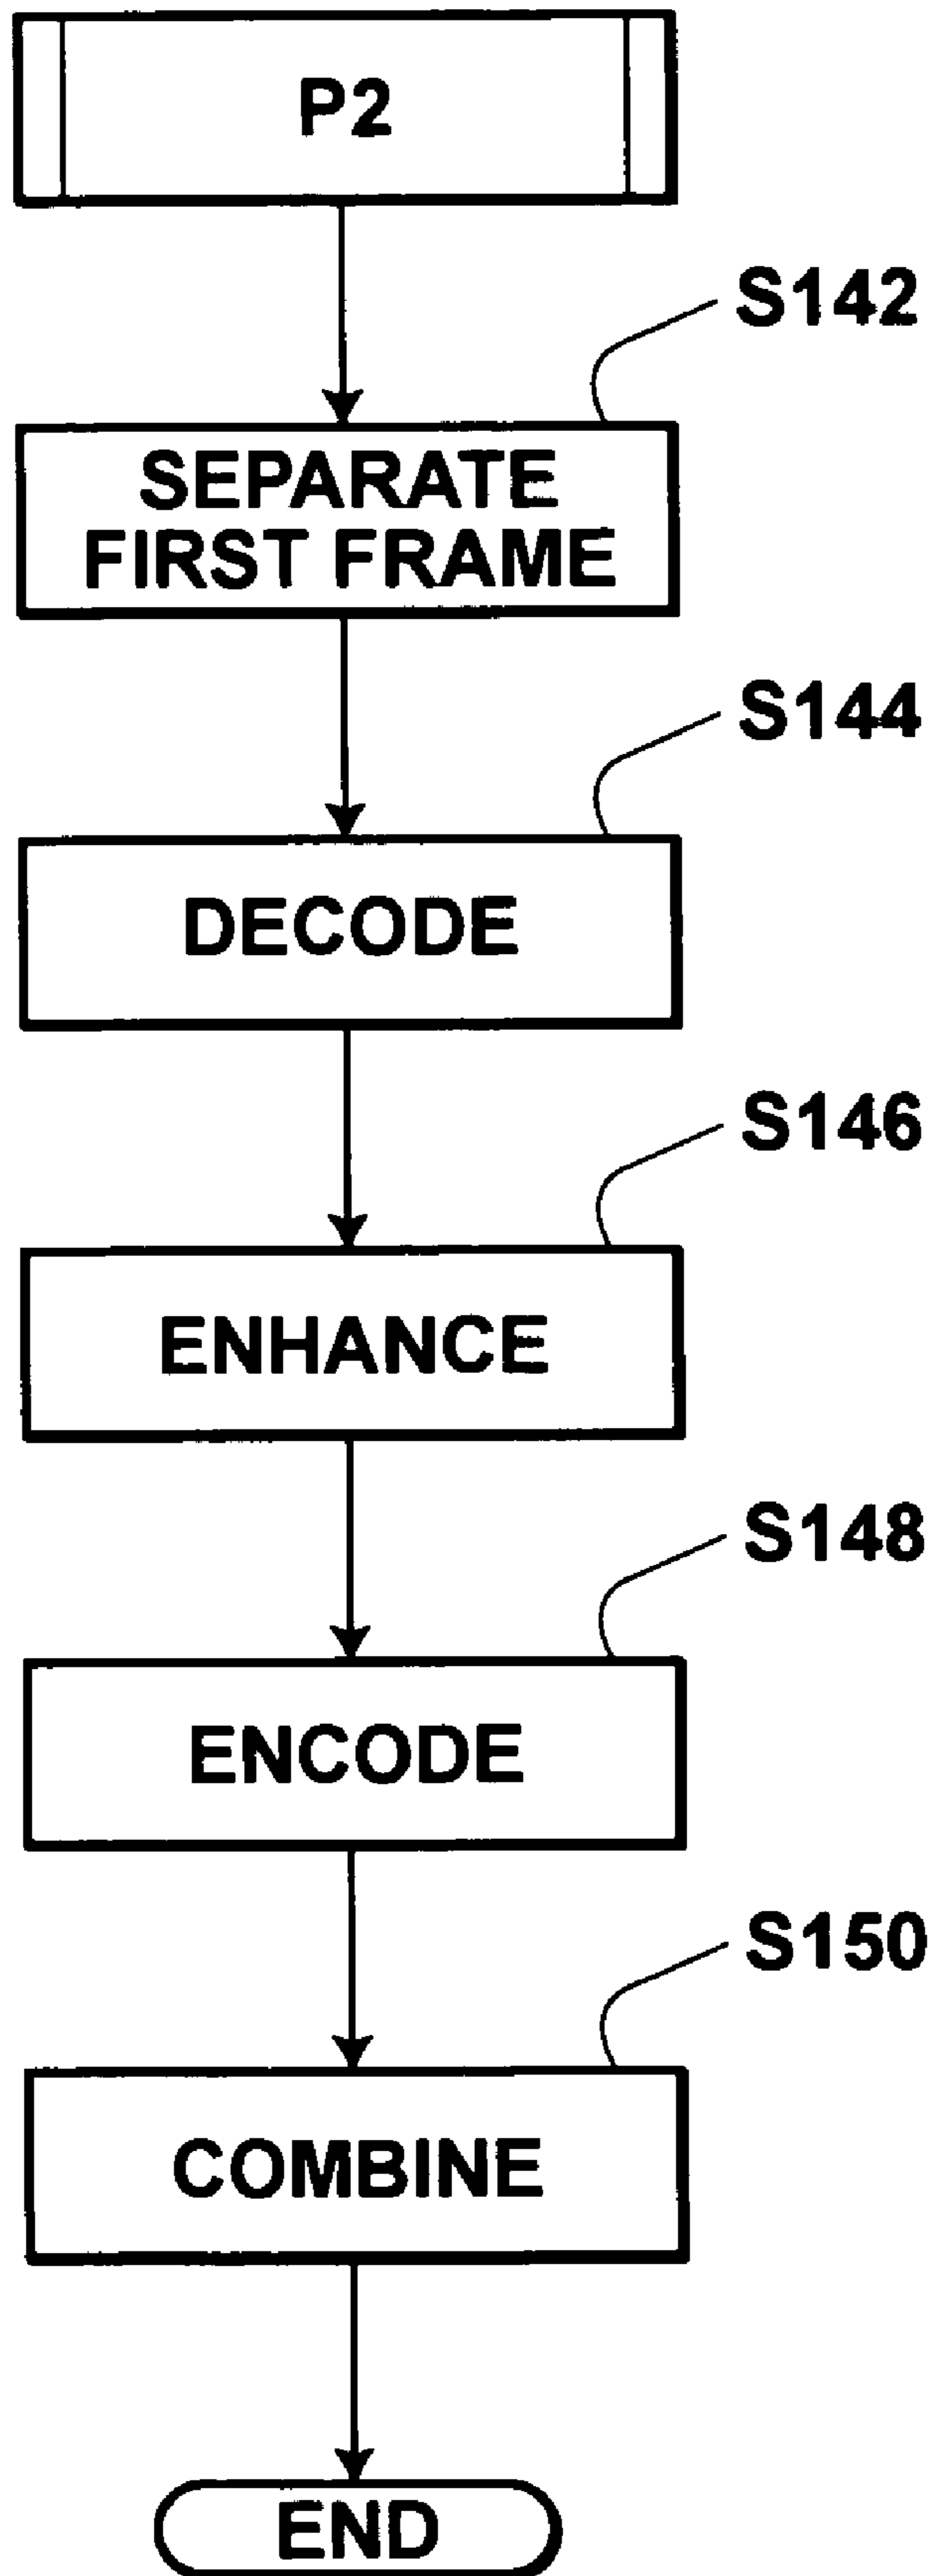 P2
S142
SEPARATE
FIRST FRAME
S144
DECODE
S146
ENHANCE
S148
ENCODE
S150
COMBINE
END